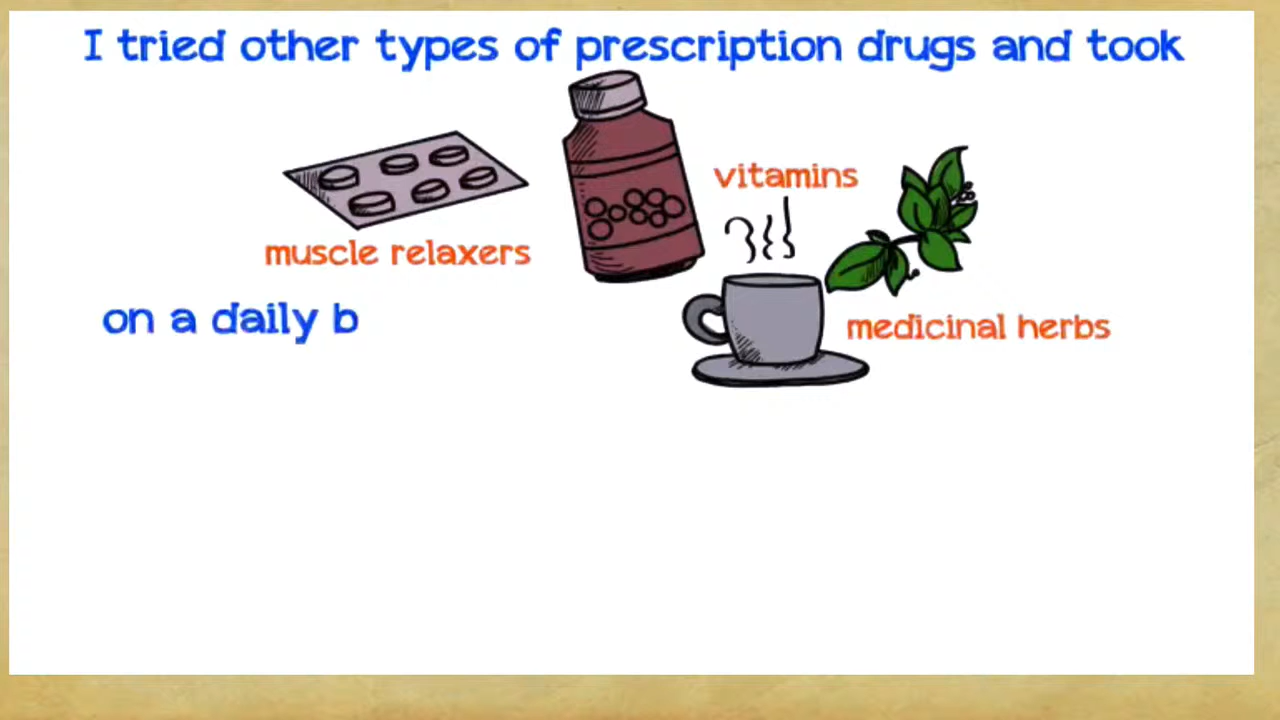 I tried other types of prescription drugs and took
vitamins
muscle relaxers
on a daily b
medicinal herbs